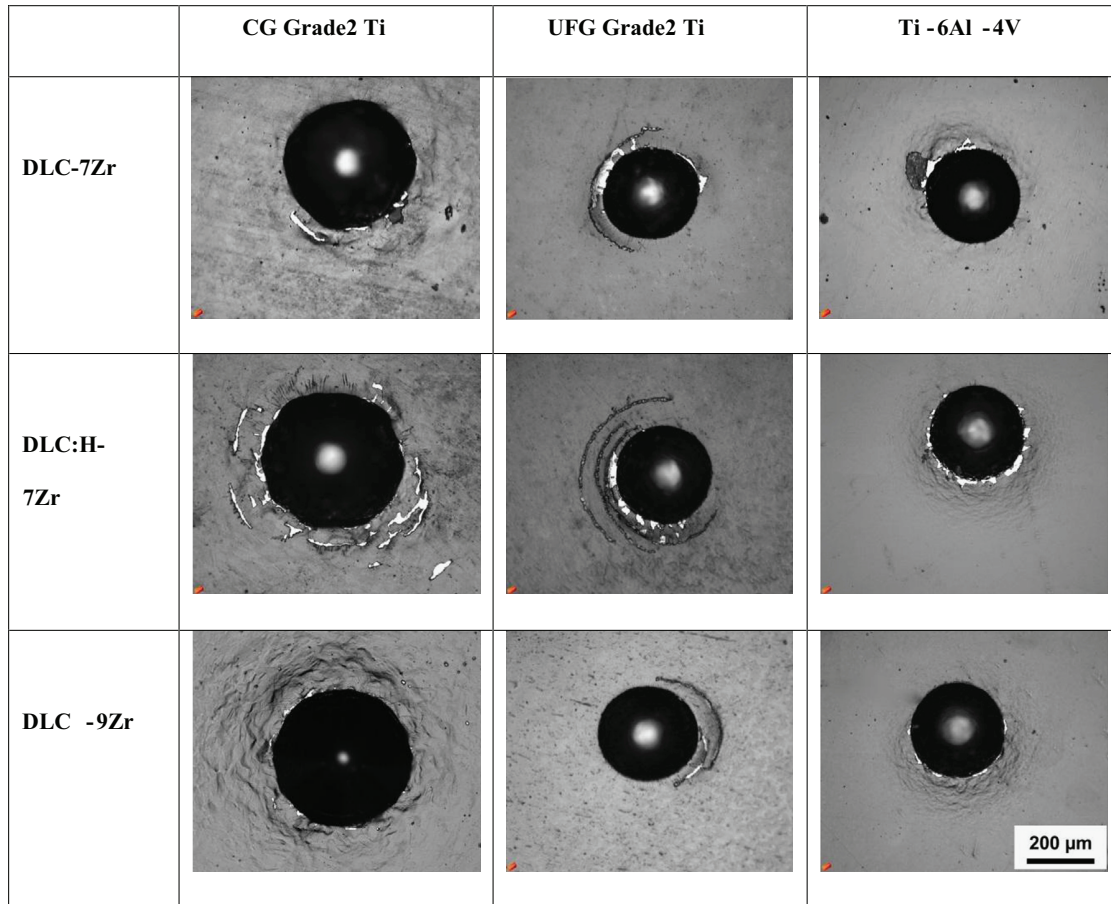 CG Grade2 Ti UFG Grade2 Ti Ti -6Al -4V
DLC-7Zr
DLC:H-
7Zr
DLC -9Zr
200 µm